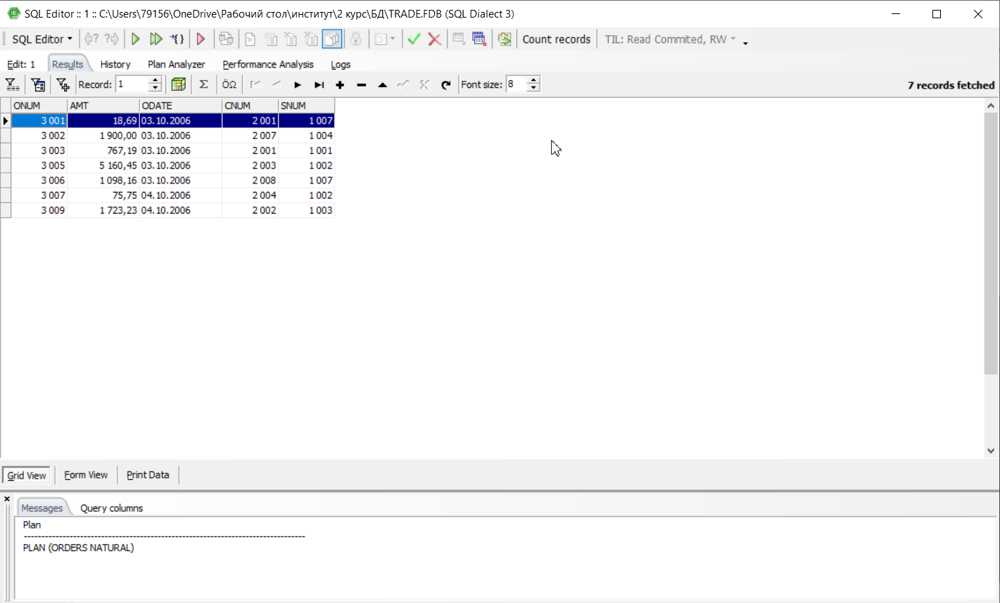 SQL Editor :: 1 :: C:\Users\79156\OneDrive\Рабочий стол\институт\2 курс\БД\TRADE.FDB (SQL Dialect 3)
SQL Editor Count records TIL: Read Commited, RW
Edit: 1 Results History Plan Analyzer Performance Analysis Logs
Record: 1 Σ ÖΩ Font size: 8 7 records fetched
ONUM AMT ODATE CNUM SNUM
3 001 18,69 03.10.2006 2 001 1 007
3 002 1 900,00 03.10.2006 2 007 1 004
3 003 767,19 03.10.2006 2 001 1 001
3 005 5 160,45 03.10.2006 2 003 1 002
3 006 1 098,16 03.10.2006 2 008 1 007
3 007 75,75 04.10.2006 2 004 1 002
3 009 1 723,23 04.10.2006 2 002 1 003
Grid View Form View Print Data
Messages Query columns
Plan
--------------------------------------------------------------------------------
PLAN (ORDERS NATURAL)